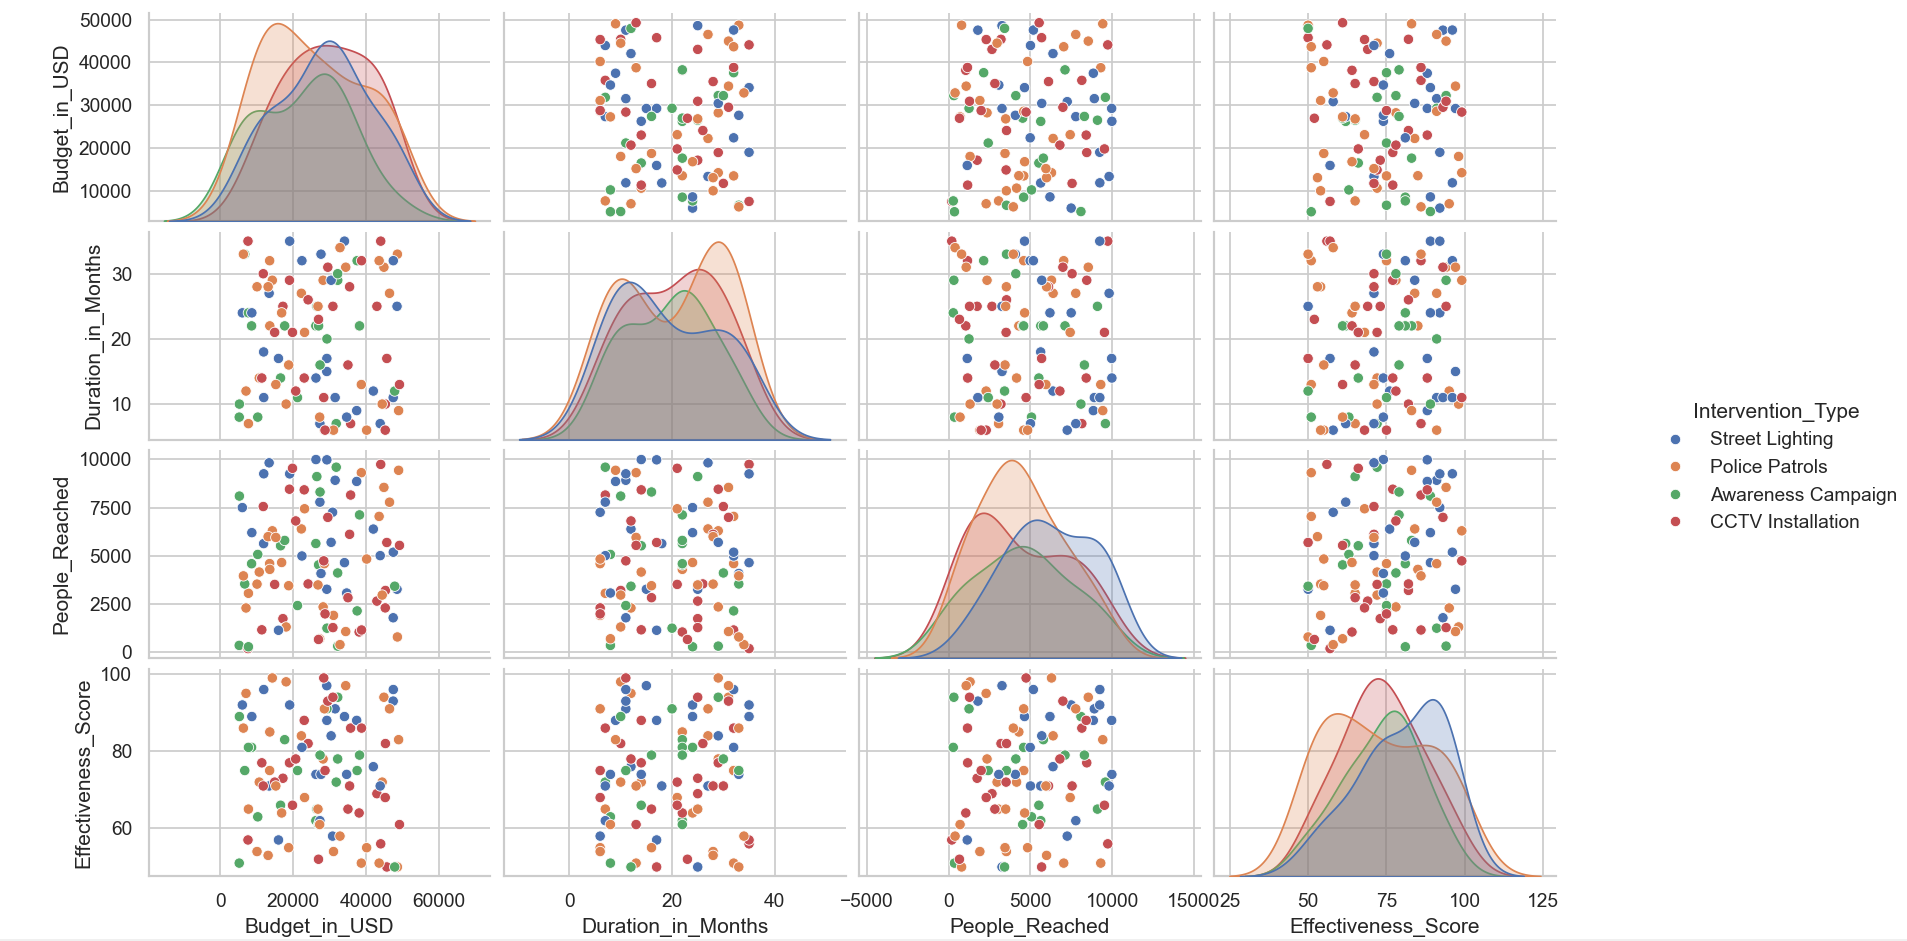 50000
40000
30000
20000
10000
Budget_in_USD
30
20
10
Duration_in_Months
10000
7500
5000
2500
0
People_Reached
100
80
60
Effectiveness_Score
0 20000 40000 60000
Budget_in_USD
0 20 40
Duration_in_Months
−5000 0 5000 10000 15000
People_Reached
25 50 75 100 125
Effectiveness_Score
Intervention_Type
Street Lighting
Police Patrols
Awareness Campaign
CCTV Installation